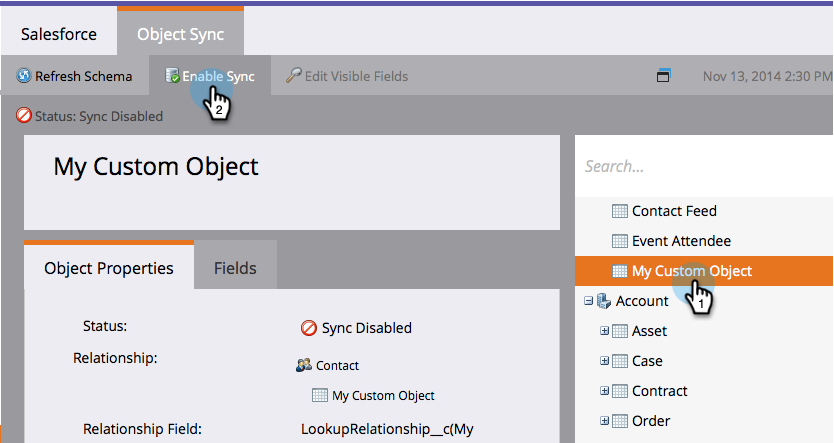 Salesforce
Object Sync
Refresh Schema
Enable Sync
Edit Visible Fields
Nov 13, 2014 2:30 PM
2
Status: Sync Disabled
My Custom Object
Search...
Contact Feed
Event Attendee
My Custom Object
1
Account
Asset
Case
Contract
Order
Object Properties
Fields
Status:
Sync Disabled
Relationship:
Contact
My Custom Object
Relationship Field:
LookupRelationship__c(My